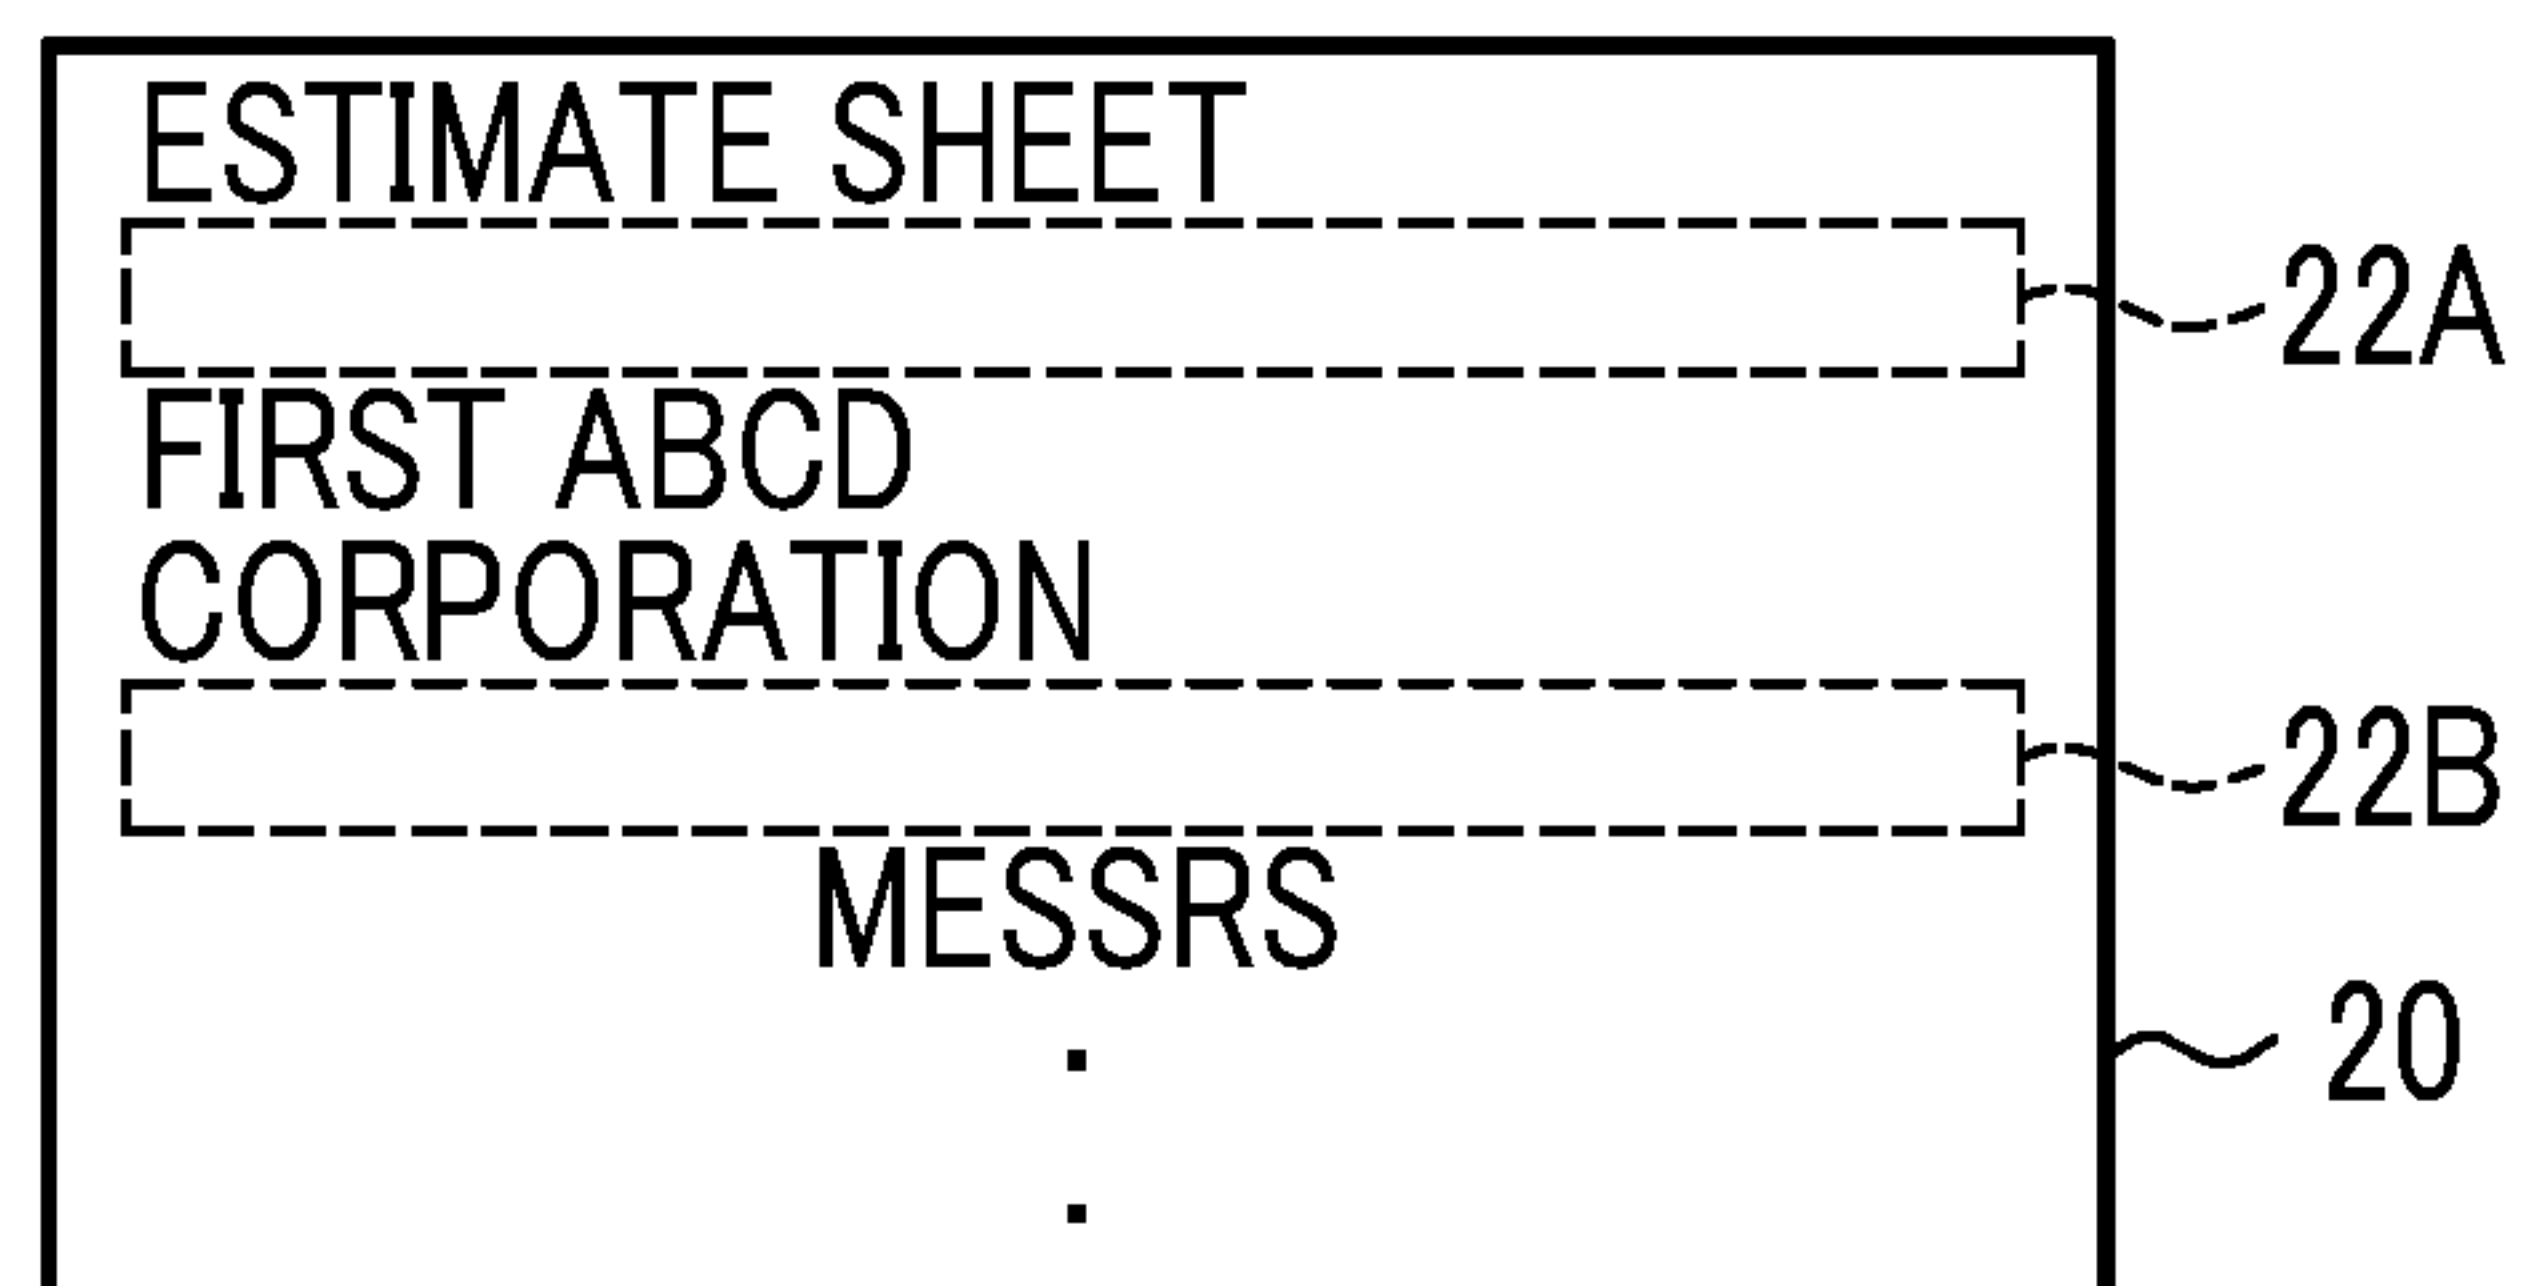 ESTIMATE SHEET
22A
FIRST ABCD
CORPORATION
22B
MESSRS
20
.
.